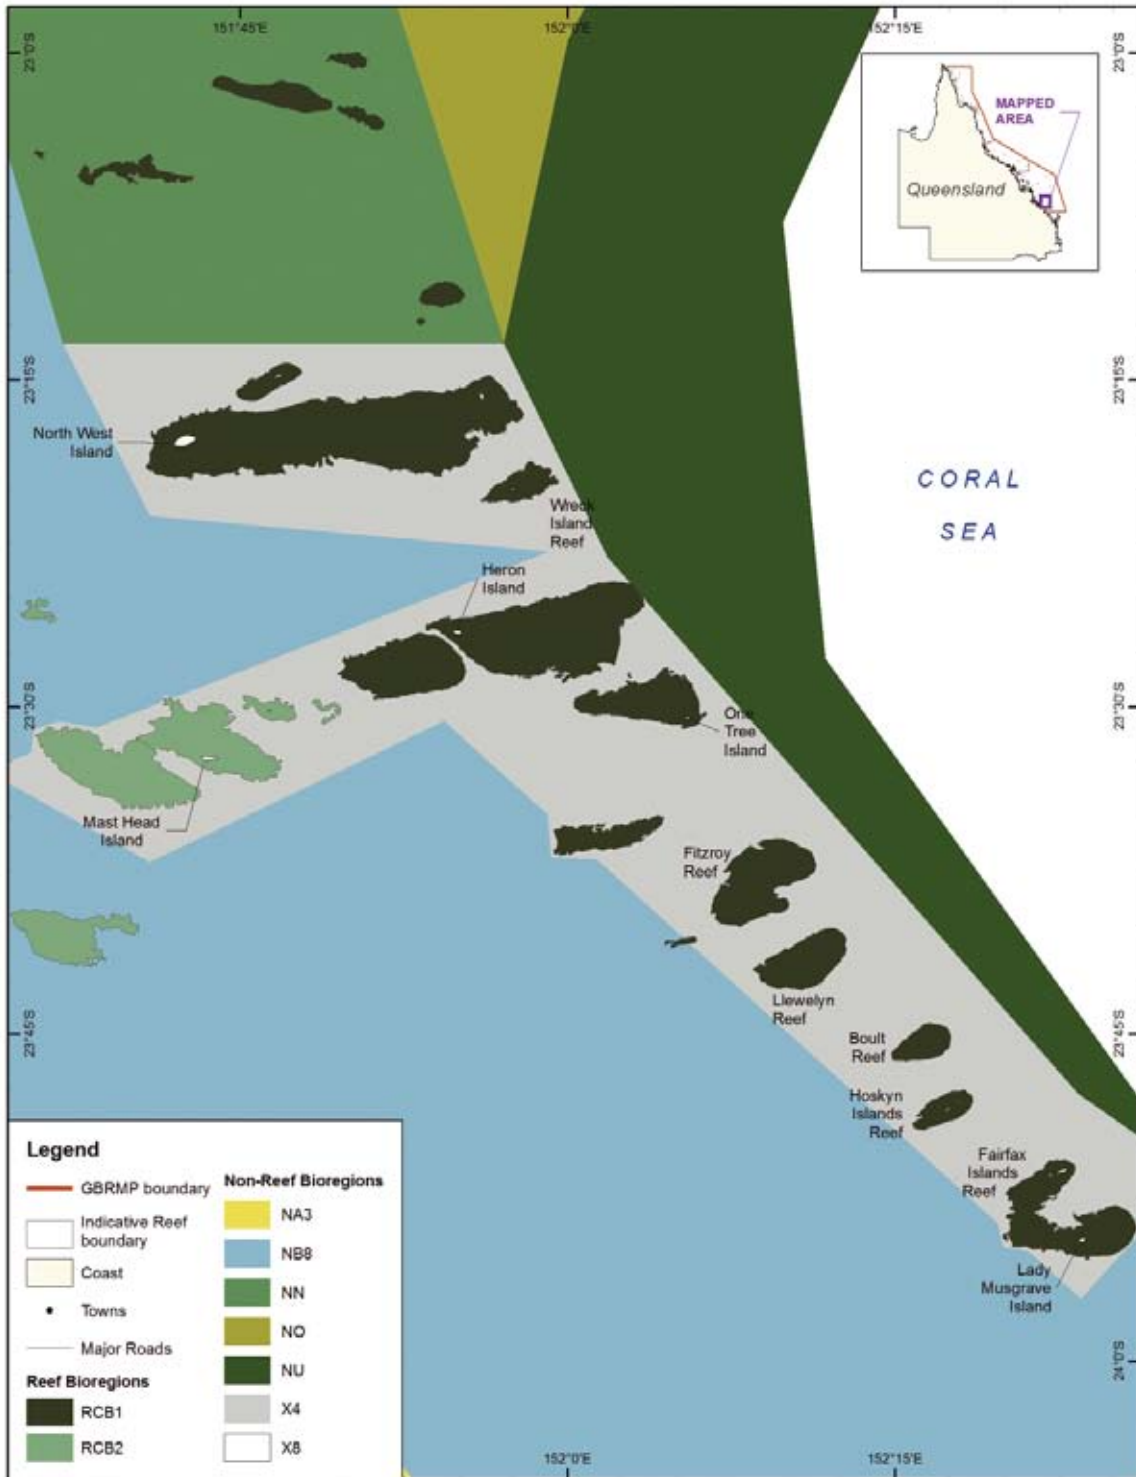 151°45'E
152°0'E
152°15'E
23°0'S
23°0'S
MAPPED
AREA
Queensland
23°15'S
23°15'S
North West
Island
CORAL
SEA
Wreck
Island
Reef
Heron
Island
23°30'S
23°30'S
One
Tree
Island
Mast Head
Island
Fitzroy
Reef
Llewelyn
Reef
23°45'S
23°45'S
Boult
Reef
Hoskyn
Islands
Reef
Fairfax
Islands
Reef
Lady
Musgrave
Island
24°0'S
Legend
GBRMP boundary
Indicative Reef
boundary
Coast
Towns
Major Roads
Reef Bioregions
RCB1
RCB2
Non-Reef Bioregions
NA3
NB8
NN
NO
NU
X4
X8
152°0'E
152°15'E